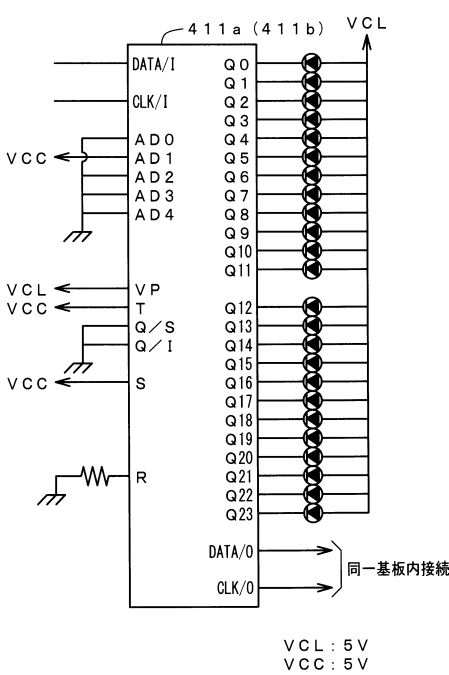 411a(411b)
VCL
DATA/I
CLK/I
AD0
VCC
AD1
AD2
AD3
AD4
VCL
VP
VCC
T
Q/S
Q/I
VCC
S
R
Q0
Q1
Q2
Q3
Q4
Q5
Q6
Q7
Q8
Q9
Q10
Q11
Q12
Q13
Q14
Q15
Q16
Q17
Q18
Q19
Q20
Q21
Q22
Q23
DATA/O
CLK/O
同一基板内接続
VCL:5V
VCC:5V